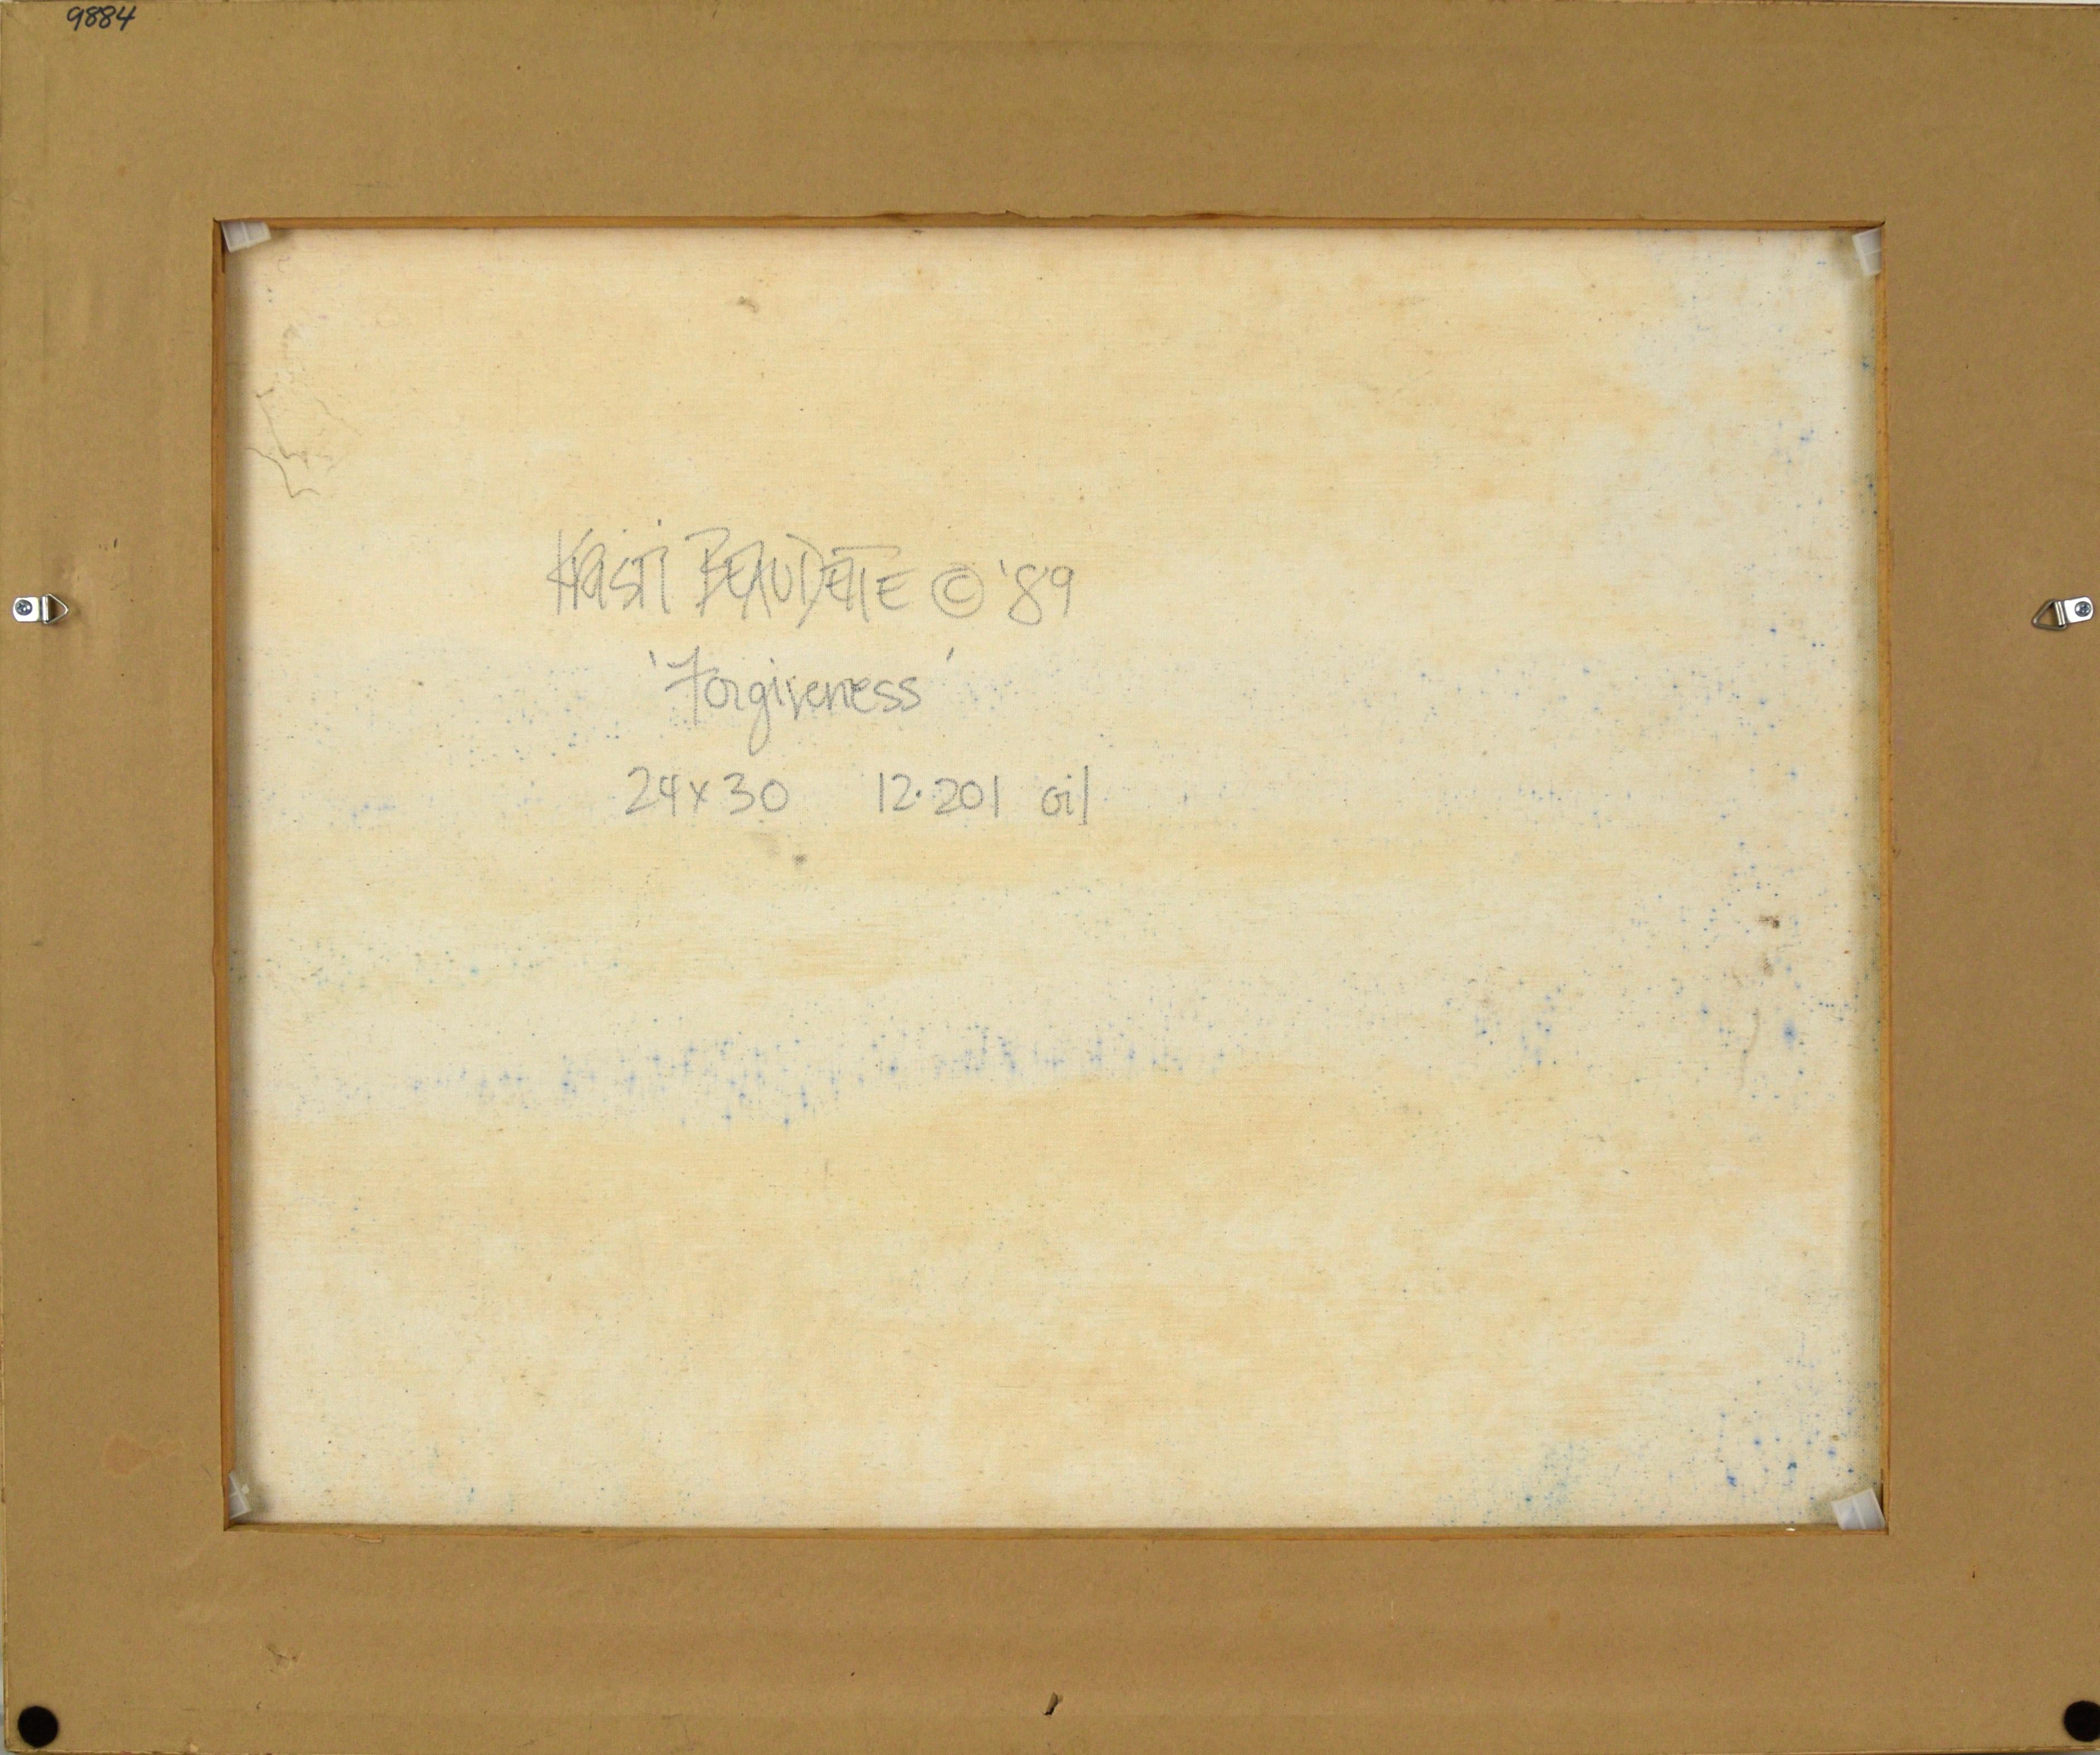 9884
KRISTI BEAUDETTE © '89
'Forgiveness'
24x30 12.201 oil